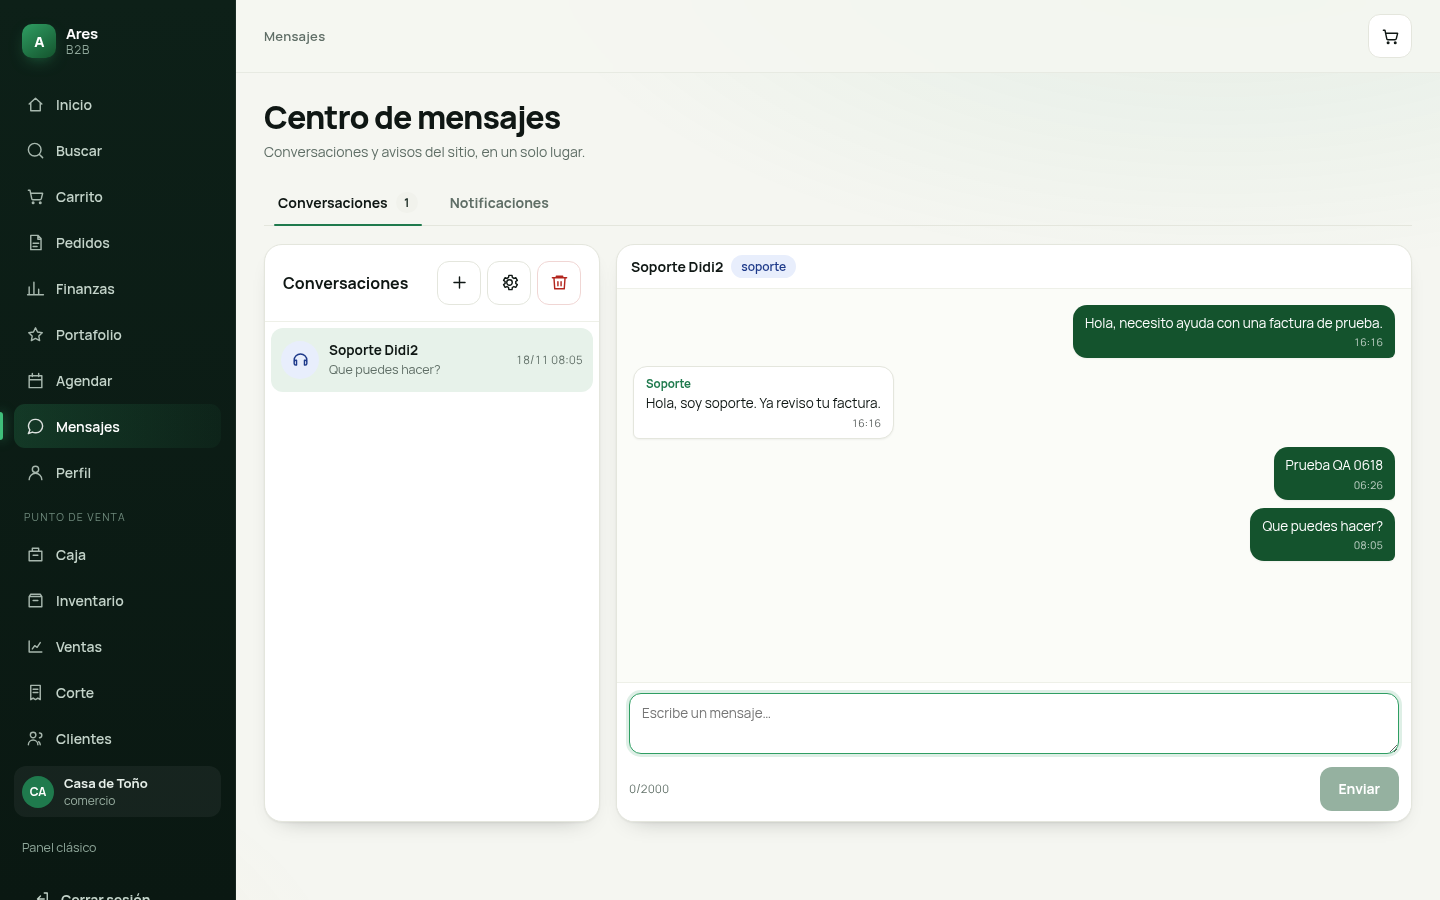 A
Ares
B2B
Inicio
Buscar
Carrito
Pedidos
Finanzas
Portafolio
Agendar
Mensajes
Perfil
PUNTO DE VENTA
Caja
Inventario
Ventas
Corte
Clientes
CA
Casa de Toño
comercio
Panel clásico
Cerrar sesión
Mensajes
Centro de mensajes
Conversaciones y avisos del sitio, en un solo lugar.
Conversaciones 1
Notificaciones
Conversaciones
Soporte Didi2
Que puedes hacer?
18/11 08:05
Soporte Didi2 soporte
Hola, necesito ayuda con una factura de prueba.
16:16
Soporte
Hola, soy soporte. Ya reviso tu factura.
16:16
Prueba QA 0618
06:26
Que puedes hacer?
08:05
Escribe un mensaje...
0/2000
Enviar